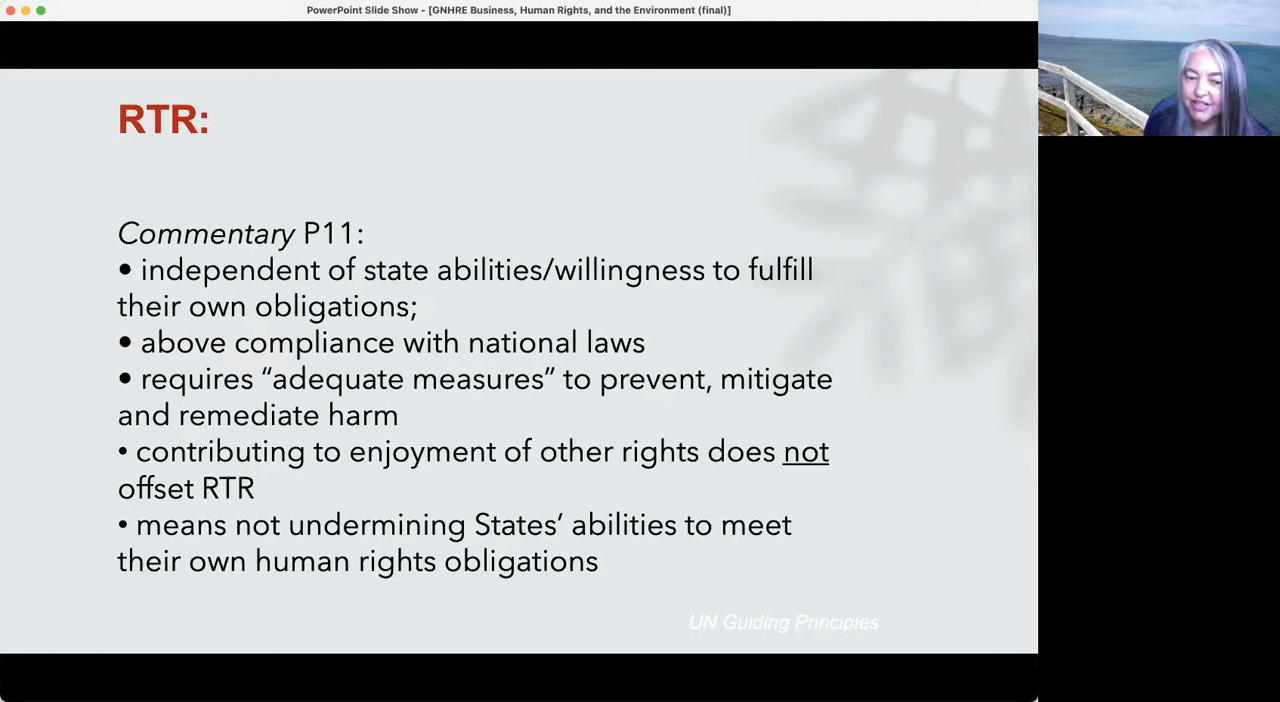 PowerPoint Slide Show - [GNHRE Business, Human Rights, and the Environment (final)]
RTR:
Commentary P11:
• independent of state abilities/willingness to fulfill
their own obligations;
• above compliance with national laws
• requires “adequate measures” to prevent, mitigate
and remediate harm
• contributing to enjoyment of other rights does not
offset RTR
• means not undermining States’ abilities to meet
their own human rights obligations
UN Guiding Principles